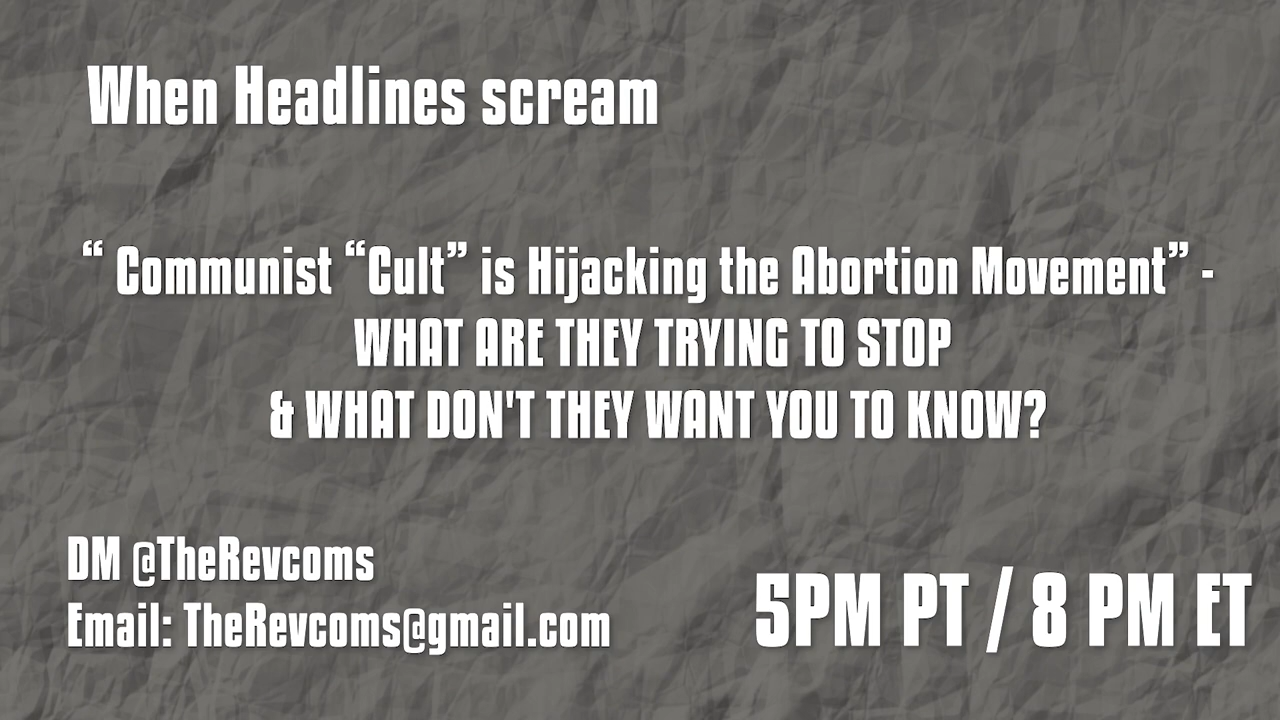 When Headlines scream
“ Communist “Cult” is Hijacking the Abortion Movement” -
WHAT ARE THEY TRYING TO STOP
& WHAT DON'T THEY WANT YOU TO KNOW?
DM @TheRevcoms
Email: TheRevcoms@gmail.com
5PM PT / 8 PM ET